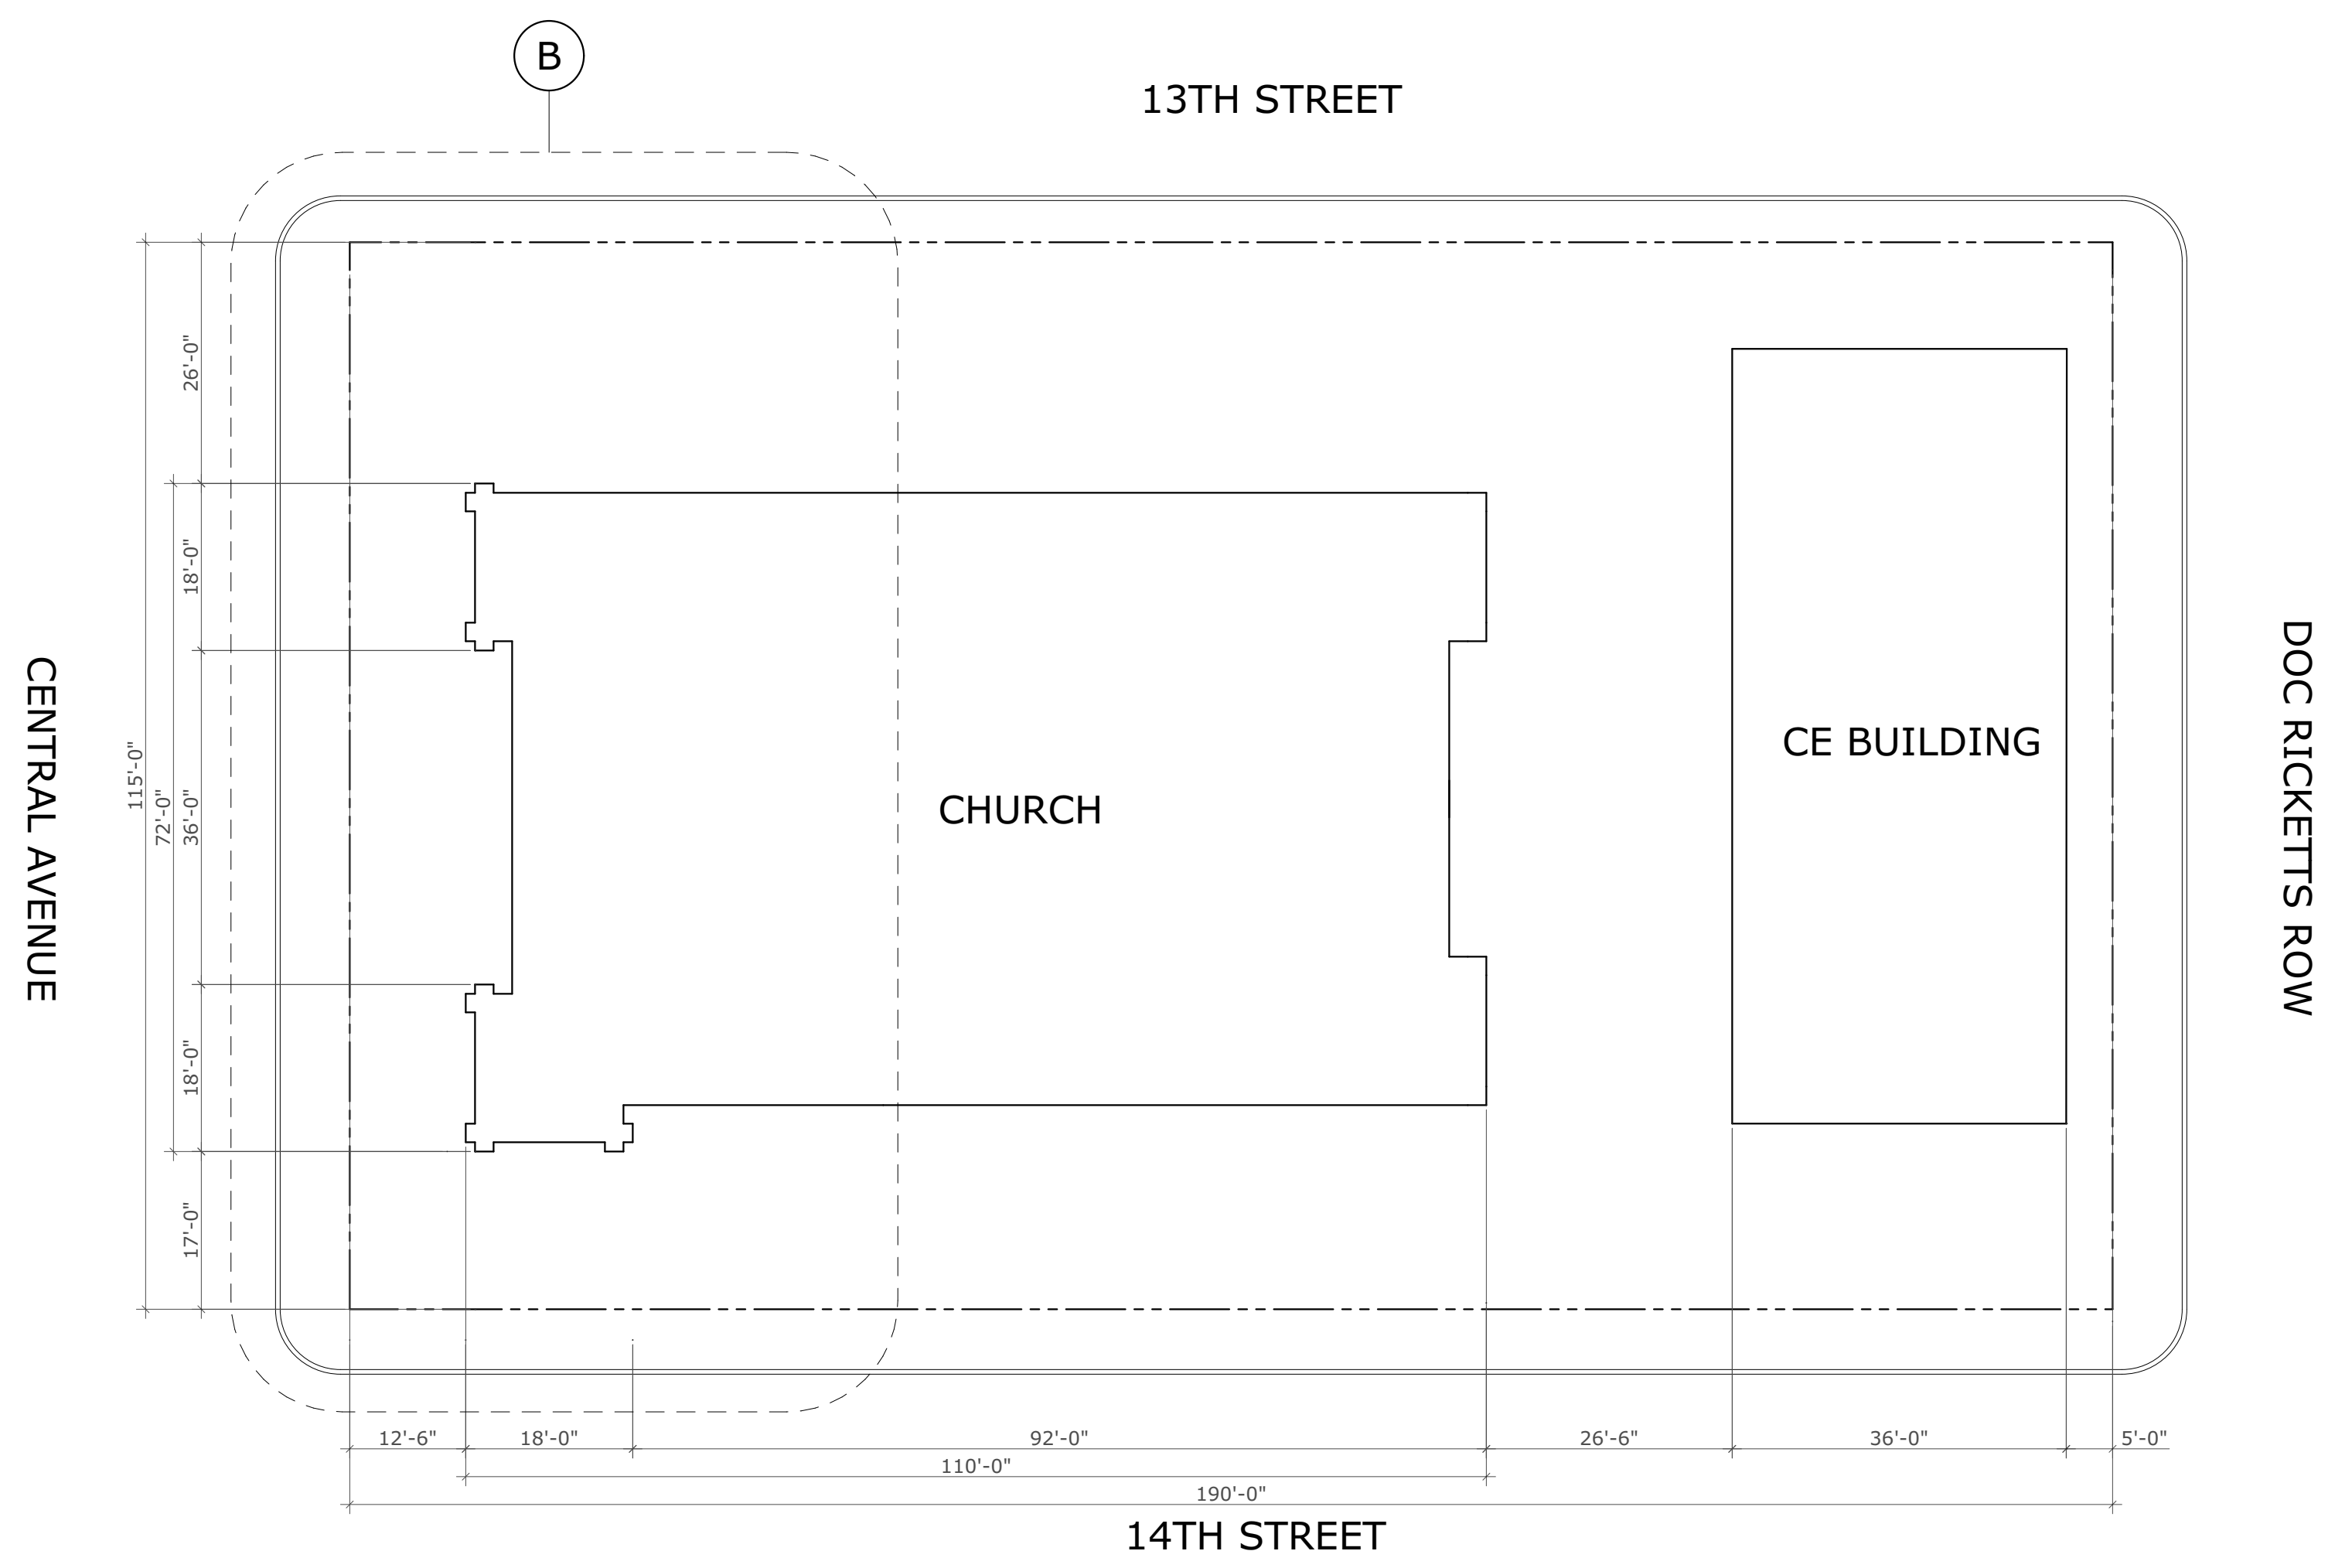 B
13TH STREET
26'-0"
18'-0"
115'-0"
72'-0"
36'-0"
18'-0"
17'-0"
CENTRAL AVENUE
CHURCH
CE BUILDING
DOC RICKETTS ROW
12'-6"
18'-0"
92'-0"
26'-6"
36'-0"
5'-0"
110'-0"
190'-0"
14TH STREET